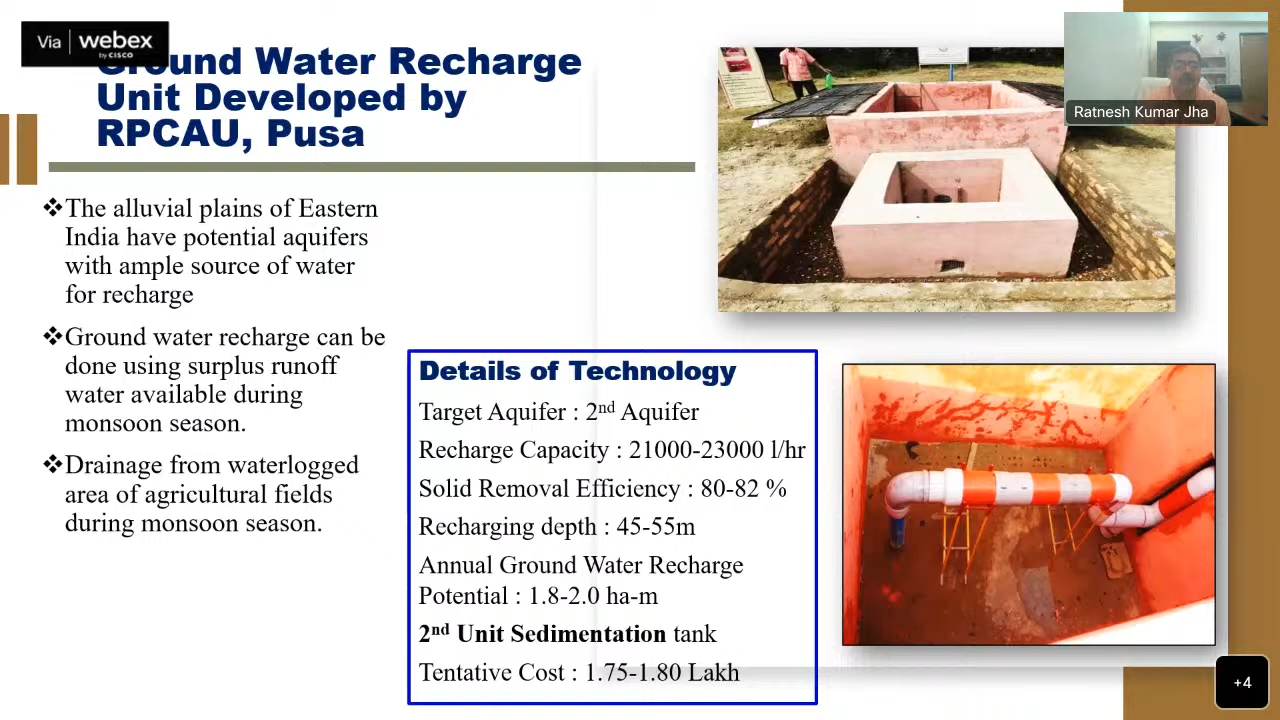 Via webex
by CISCO
Ground Water Recharge
Unit Developed by
RPCAU, Pusa
Ratnesh Kumar Jha
❖The alluvial plains of Eastern
India have potential aquifers
with ample source of water
for recharge
❖Ground water recharge can be
done using surplus runoff
water available during
monsoon season.
❖Drainage from waterlogged
area of agricultural fields
during monsoon season.
Details of Technology
Target Aquifer : 2nd Aquifer
Recharge Capacity : 21000-23000 l/hr
Solid Removal Efficiency : 80-82 %
Recharging depth : 45-55m
Annual Ground Water Recharge
Potential : 1.8-2.0 ha-m
2nd Unit Sedimentation tank
Tentative Cost : 1.75-1.80 Lakh
+4